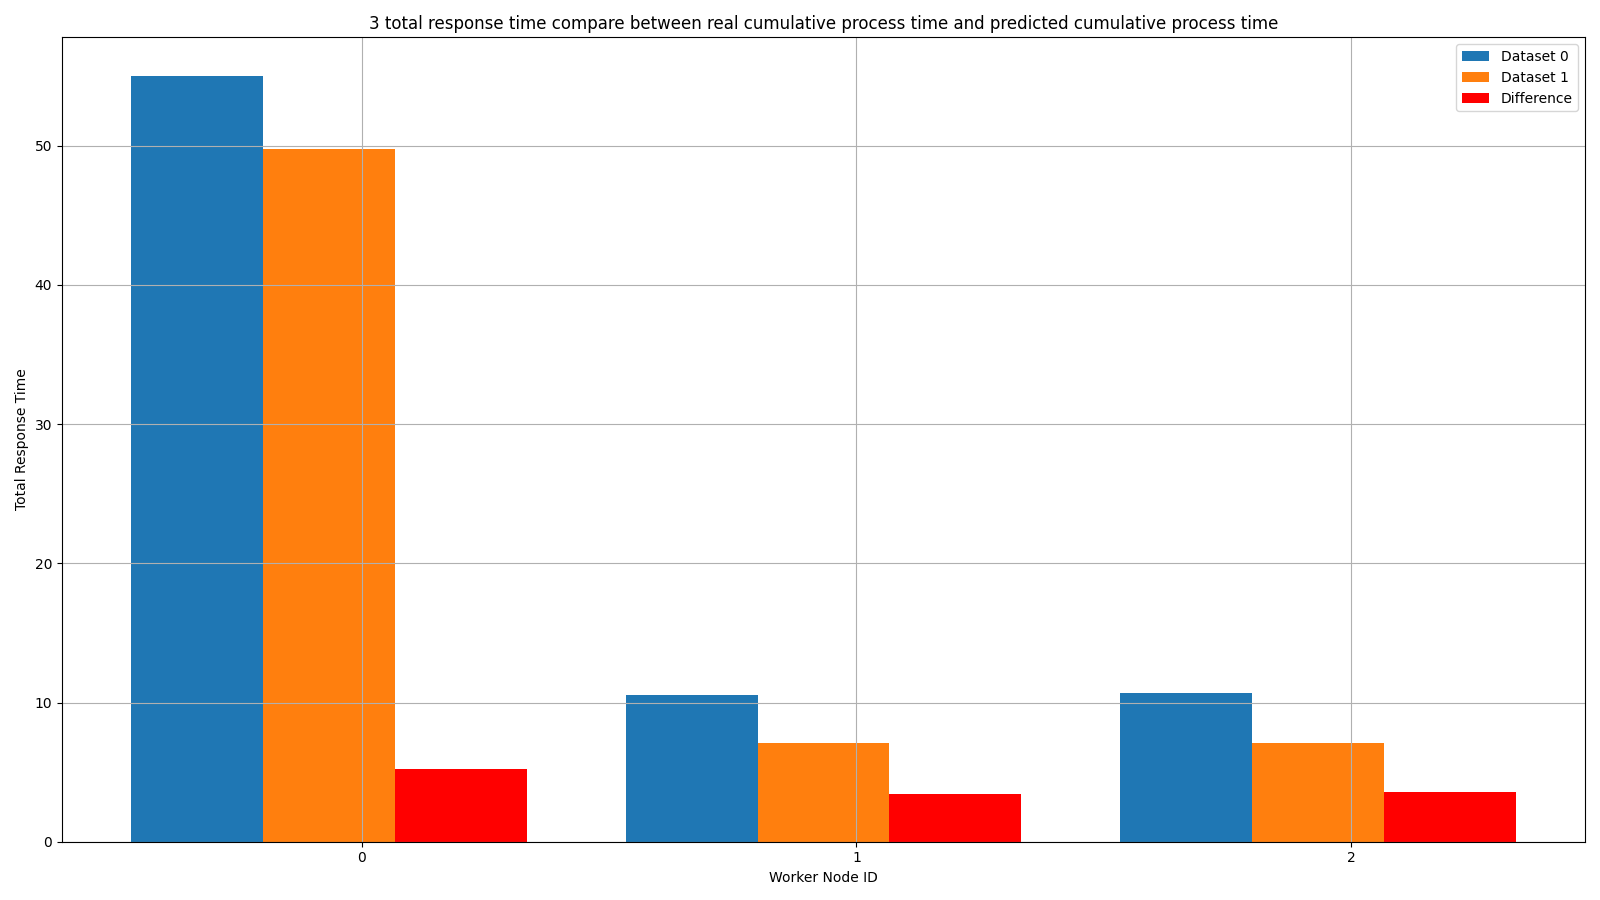 3 total response time compare between real cumulative process time and predicted cumulative process time
Dataset 0
Dataset 1
Difference
Total Response Time
50
40
30
20
10
0
0 1 2
Worker Node ID